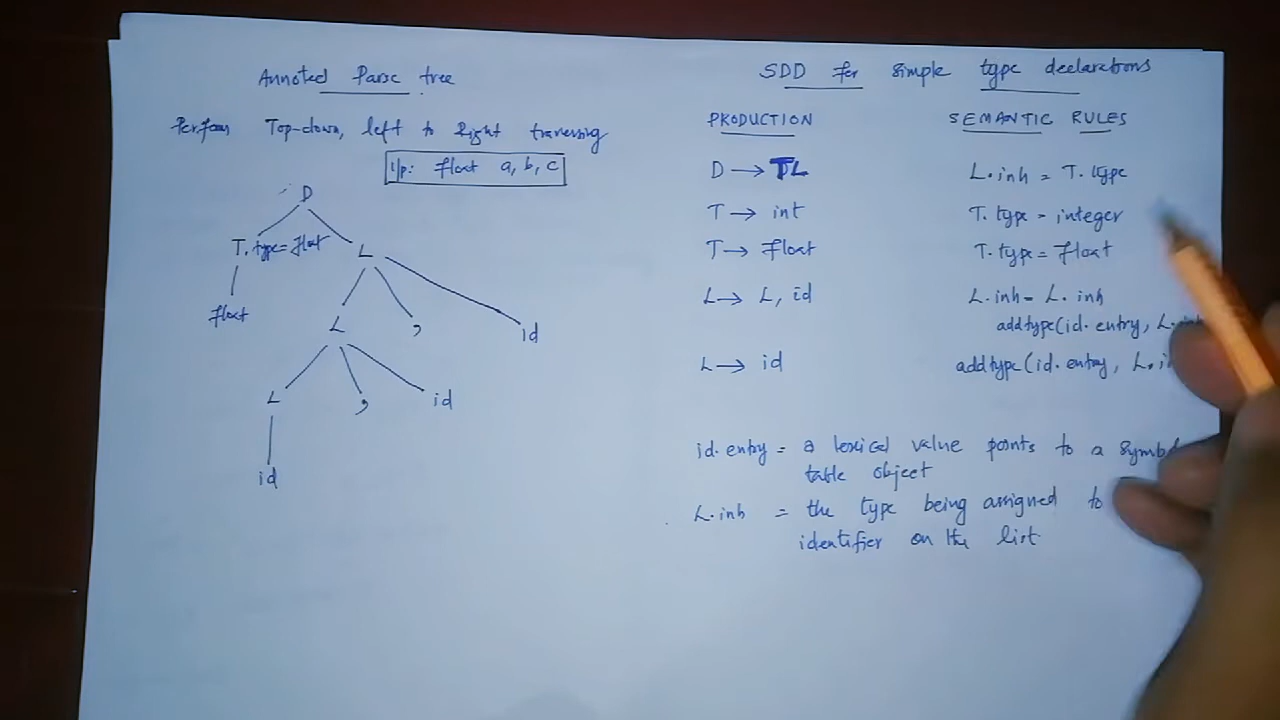 Annoted Parse tree
Perform Top-down, left to Right traversing
i/p: float a, b, c
D
T.type=float L
float
L , id
L , id
id
SDD for simple type declarations
PRODUCTION SEMANTIC RULES
D → TL L.inh = T.type
T → int T.type = integer
T → float T.type = float
L → L, id L.inh = L.inh
addtype(id.entry, L.inh
L → id addtype(id.entry, L.i
id.entry = a lexical value points to a symb
table object
L.inh = the type being assigned to
identifier on the list.